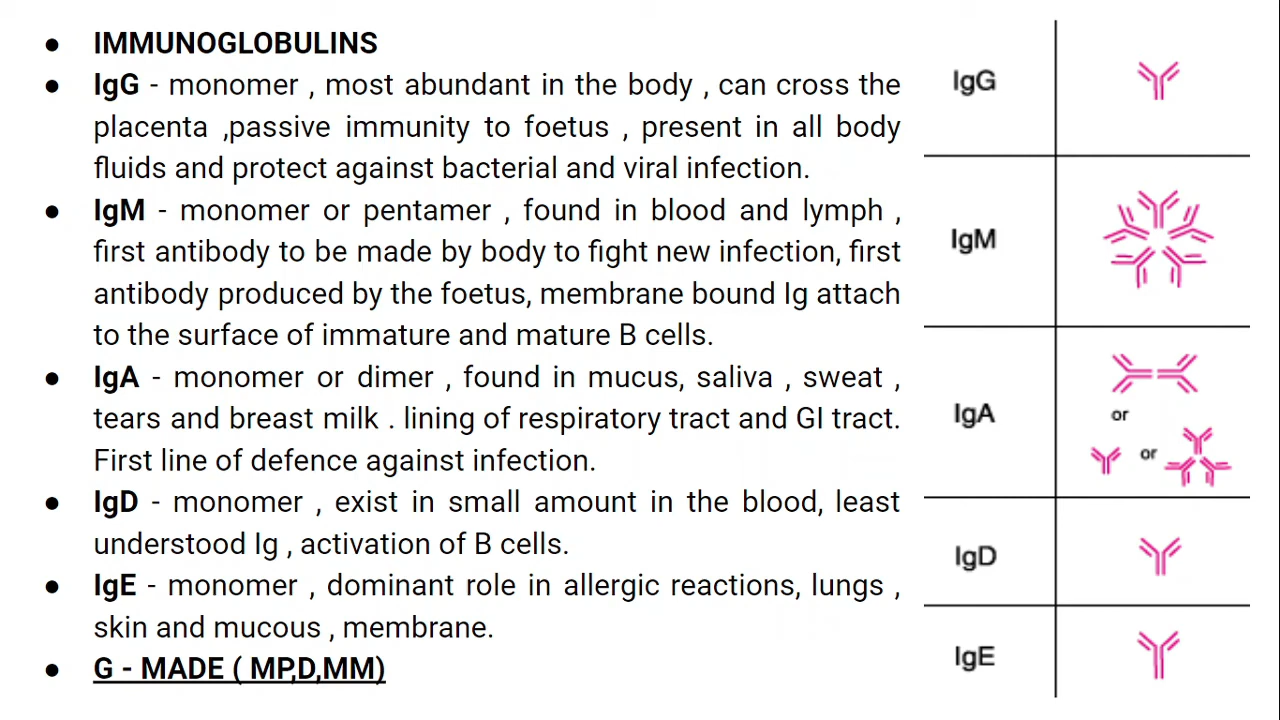 ● IMMUNOGLOBULINS
● IgG - monomer , most abundant in the body , can cross the
placenta ,passive immunity to foetus , present in all body
fluids and protect against bacterial and viral infection.
● IgM - monomer or pentamer , found in blood and lymph ,
first antibody to be made by body to fight new infection, first
antibody produced by the foetus, membrane bound Ig attach
to the surface of immature and mature B cells.
● IgA - monomer or dimer , found in mucus, saliva , sweat ,
tears and breast milk . lining of respiratory tract and GI tract.
First line of defence against infection.
● IgD - monomer , exist in small amount in the blood, least
understood Ig , activation of B cells.
● IgE - monomer , dominant role in allergic reactions, lungs ,
skin and mucous , membrane.
● G - MADE ( MP,D,MM)
IgG
IgM
IgA
or
or
IgD
IgE